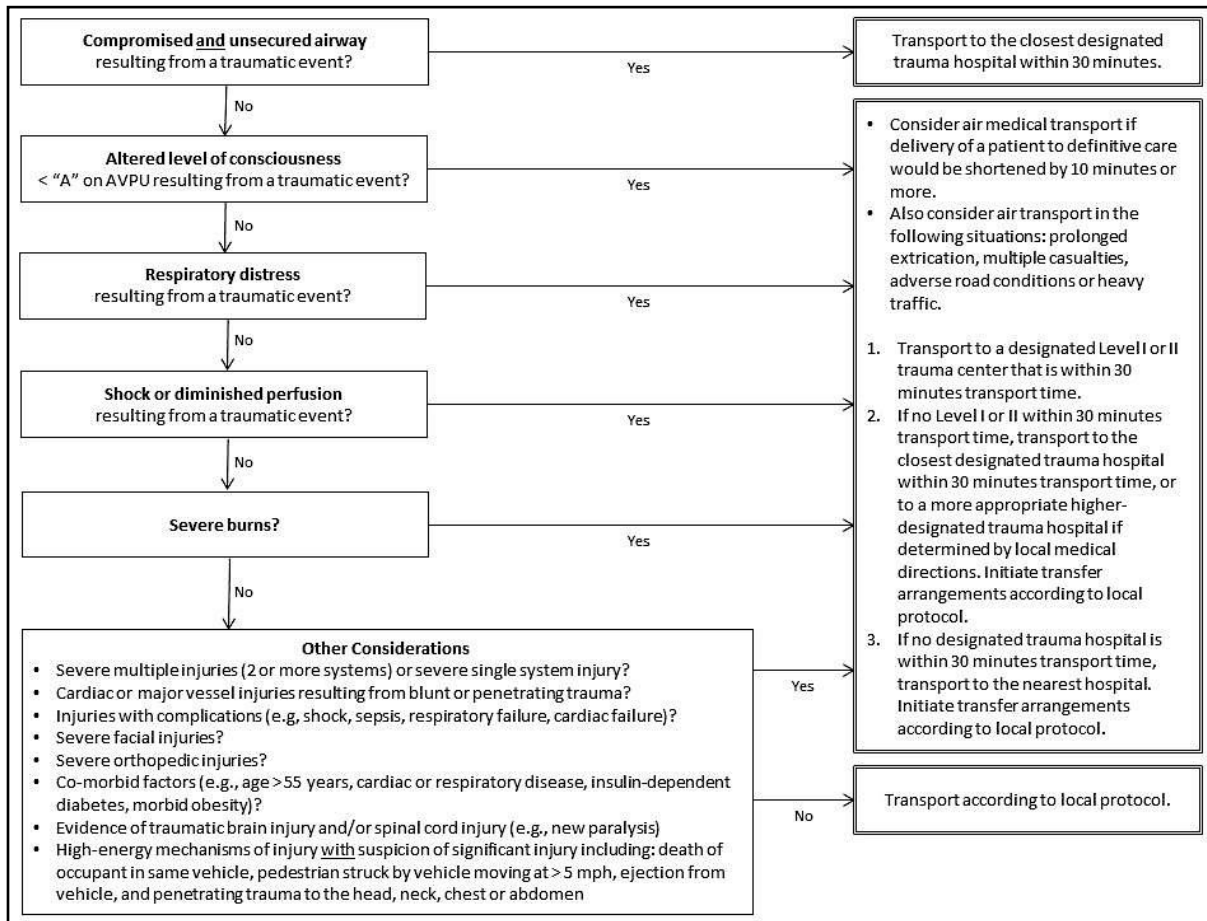 Compromised and unsecured airway
resulting from a traumatic event?
Yes
Transport to the closest designated
trauma hospital within 30 minutes.
No
Altered level of consciousness
< “A” on AVPU resulting from a traumatic event?
Yes
No
Respiratory distress
resulting from a traumatic event?
Yes
No
Shock or diminished perfusion
resulting from a traumatic event?
Yes
No
Severe burns?
Yes
No
• Consider air medical transport if
delivery of a patient to definitive care
would be shortened by 10 minutes or
more.
• Also consider air transport in the
following situations: prolonged
extrication, multiple casualties,
adverse road conditions or heavy
traffic.
1. Transport to a designated Level I or II
trauma center that is within 30
minutes transport time.
2. If no Level I or II within 30 minutes
transport time, transport to the
closest designated trauma hospital
within 30 minutes transport time, or
to a more appropriate higher-
designated trauma hospital if
determined by local medical
directions. Initiate transfer
arrangements according to local
protocol.
3. If no designated trauma hospital is
within 30 minutes transport time,
transport to the nearest hospital.
Initiate transfer arrangements
according to local protocol.
Other Considerations
• Severe multiple injuries (2 or more systems) or severe single system injury?
• Cardiac or major vessel injuries resulting from blunt or penetrating trauma?
• Injuries with complications (e.g, shock, sepsis, respiratory failure, cardiac failure)?
• Severe facial injuries?
• Severe orthopedic injuries?
• Co-morbid factors (e.g., age >55 years, cardiac or respiratory disease, insulin-dependent
diabetes, morbid obesity)?
• Evidence of traumatic brain injury and/or spinal cord injury (e.g., new paralysis)
• High-energy mechanisms of injury with suspicion of significant injury including: death of
occupant in same vehicle, pedestrian struck by vehicle moving at > 5 mph, ejection from
vehicle, and penetrating trauma to the head, neck, chest or abdomen
Yes
No
Transport according to local protocol.